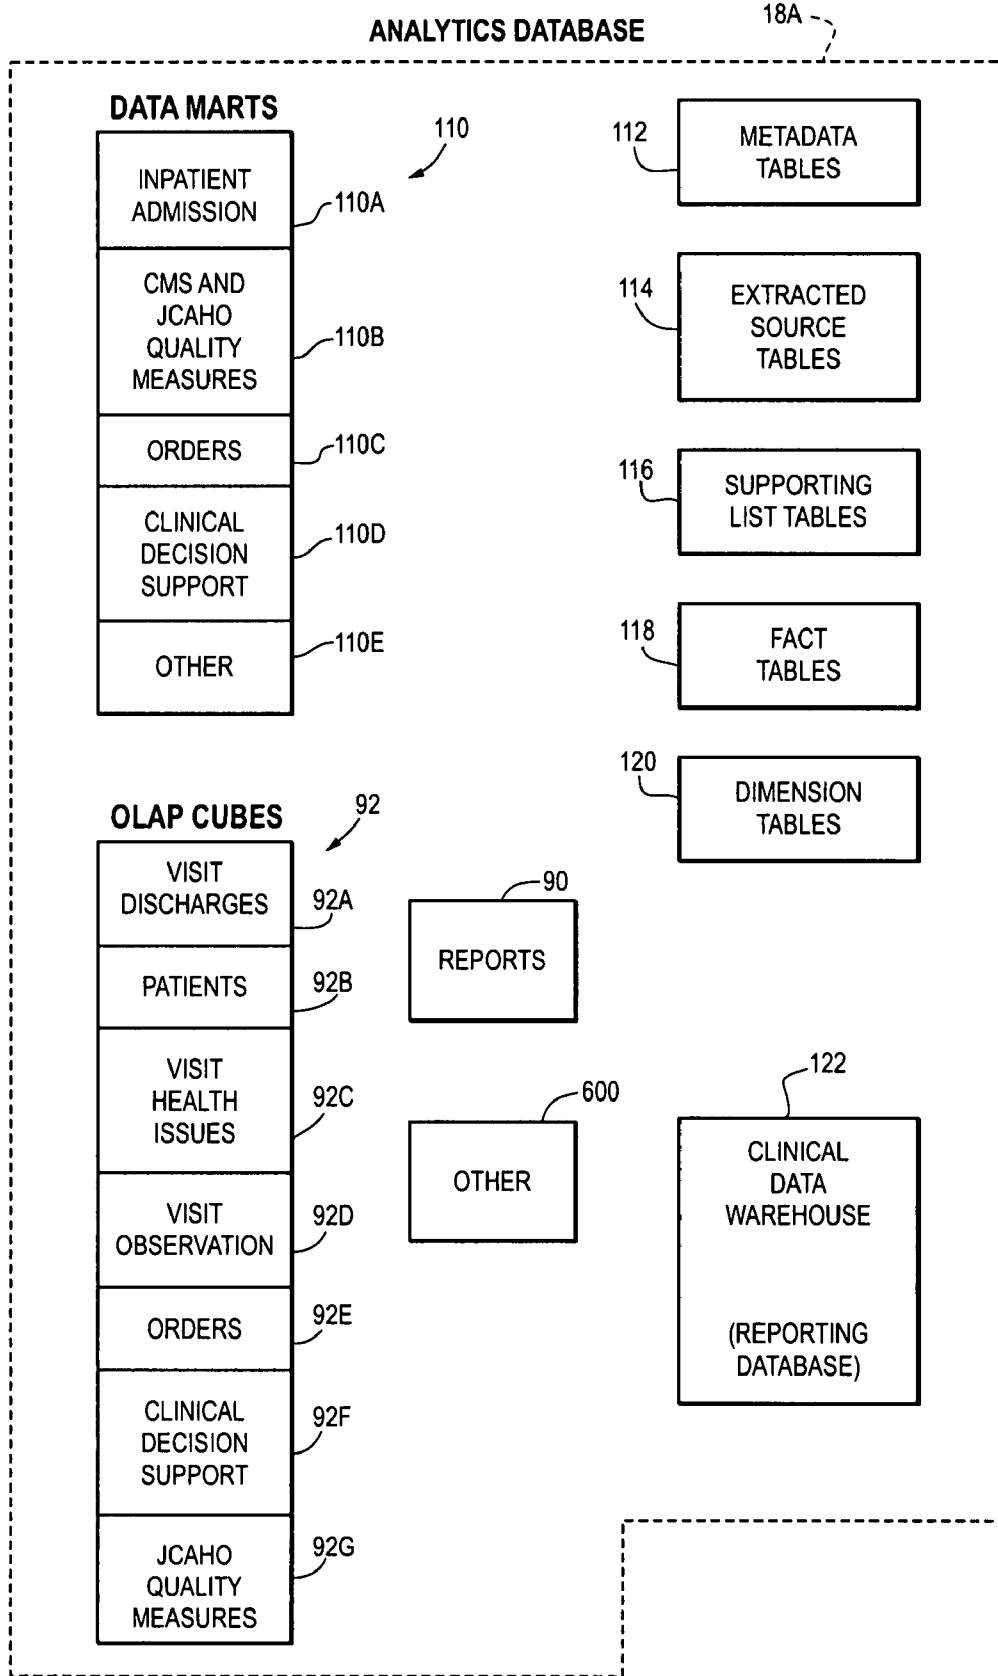 ANALYTICS DATABASE
18A
DATA MARTS
110
INPATIENT
ADMISSION
110A
CMS AND
JCAHO
QUALITY
MEASURES
110B
ORDERS
110C
CLINICAL
DECISION
SUPPORT
110D
OTHER
110E
112
METADATA
TABLES
114
EXTRACTED
SOURCE
TABLES
116
SUPPORTING
LIST TABLES
118
FACT
TABLES
120
DIMENSION
TABLES
OLAP CUBES
92
VISIT
DISCHARGES
92A
PATIENTS
92B
VISIT
HEALTH
ISSUES
92C
VISIT
OBSERVATION
92D
ORDERS
92E
CLINICAL
DECISION
SUPPORT
92F
JCAHO
QUALITY
MEASURES
92G
90
REPORTS
600
OTHER
122
CLINICAL
DATA
WAREHOUSE
(REPORTING
DATABASE)